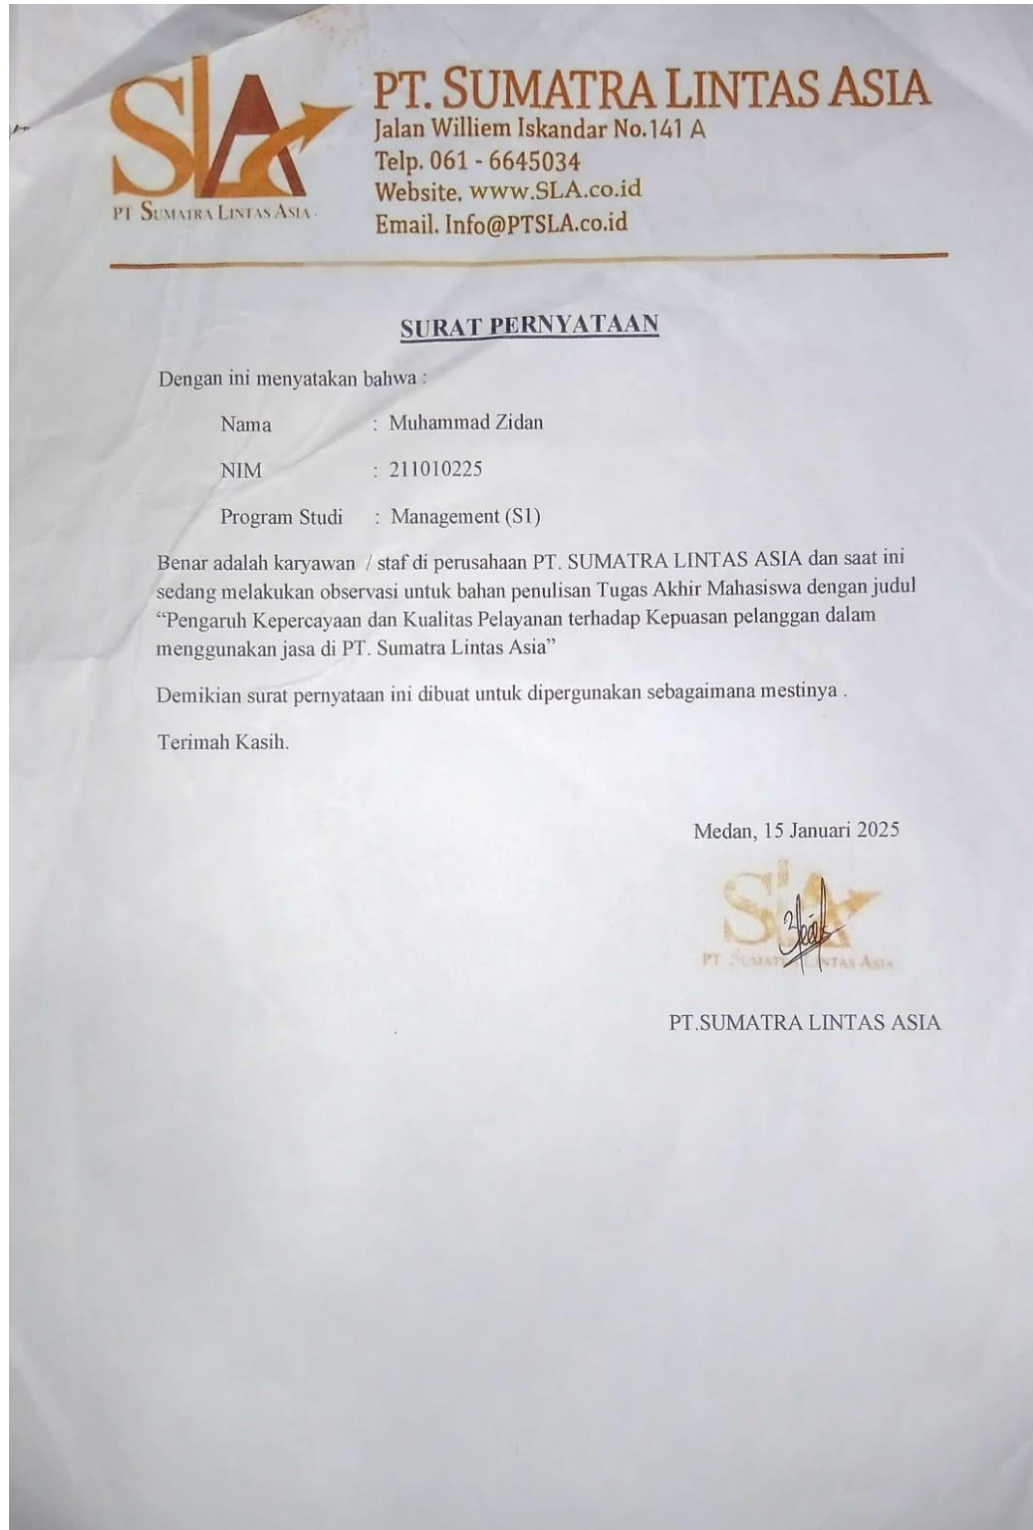 SLA
PT SUMATRA LINTAS ASIA
PT. SUMATRA LINTAS ASIA
Jalan Williem Iskandar No.141 A
Telp. 061 - 6645034
Website. www.SLA.co.id
Email. Info@PTSLA.co.id
SURAT PERNYATAAN
Dengan ini menyatakan bahwa :
Nama : Muhammad Zidan
NIM : 211010225
Program Studi : Management (S1)
Benar adalah karyawan / staf di perusahaan PT. SUMATRA LINTAS ASIA dan saat ini
sedang melakukan observasi untuk bahan penulisan Tugas Akhir Mahasiswa dengan judul
“Pengaruh Kepercayaan dan Kualitas Pelayanan terhadap Kepuasan pelanggan dalam
menggunakan jasa di PT. Sumatra Lintas Asia”
Demikian surat pernyataan ini dibuat untuk dipergunakan sebagaimana mestinya .
Terimah Kasih.
Medan, 15 Januari 2025
SLA
PT SUMATRA LINTAS ASIA
PT.SUMATRA LINTAS ASIA